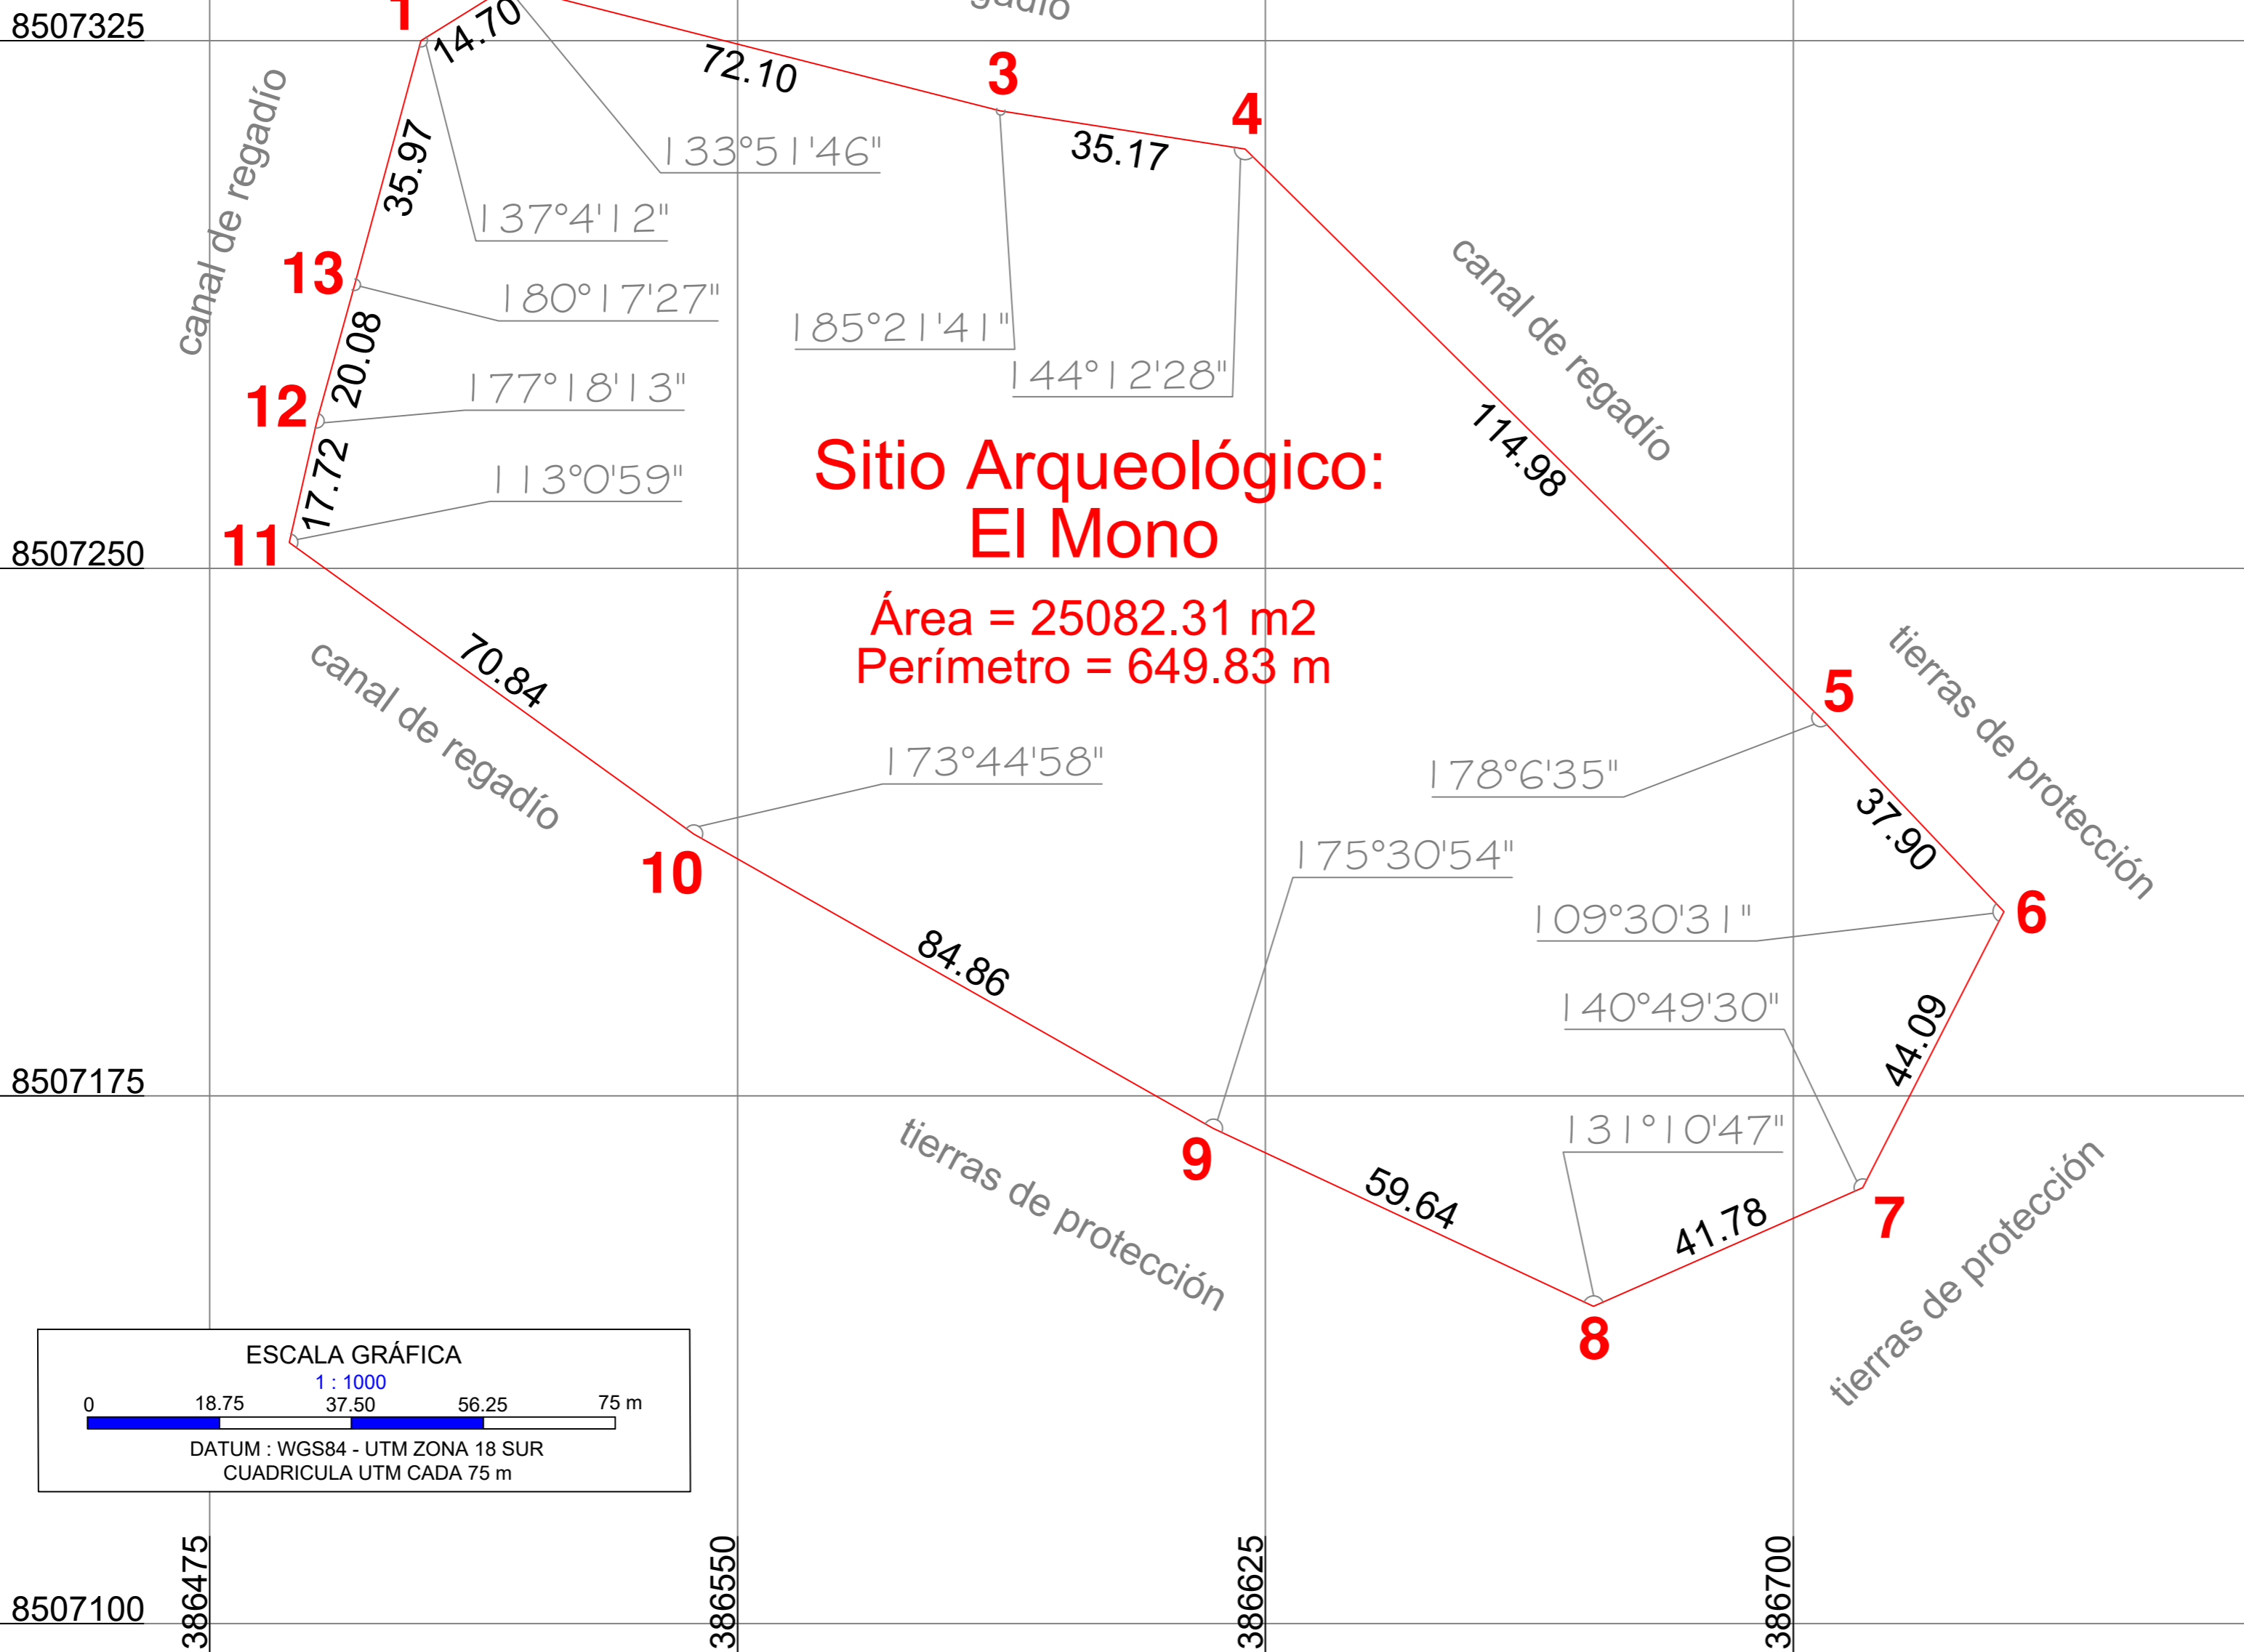 1
gadío
8507325
14.70
72.10
3
4
canal de regadío
35.97
133°51'46"
35.17
137°4'12"
canal de regadío
13
180°17'27"
185°21'41"
20.08
144°12'28"
12
177°18'13"
114.98
17.72
113°0'59"
Sitio Arqueológico:
El Mono
11
8507250
Área = 25082.31 m2
Perímetro = 649.83 m
70.84
canal de regadío
5
tierras de protección
173°44'58"
178°6'35"
37.90
10
175°30'54"
109°30'31"
6
84.86
140°49'30"
44.09
8507175
131°10'47"
9
tierras de protección
59.64
41.78
7
tierras de protección
8
ESCALA GRÁFICA
1 : 1000
0 18.75 37.50 56.25 75 m
DATUM : WGS84 - UTM ZONA 18 SUR
CUADRICULA UTM CADA 75 m
386475
386550
386625
386700
8507100